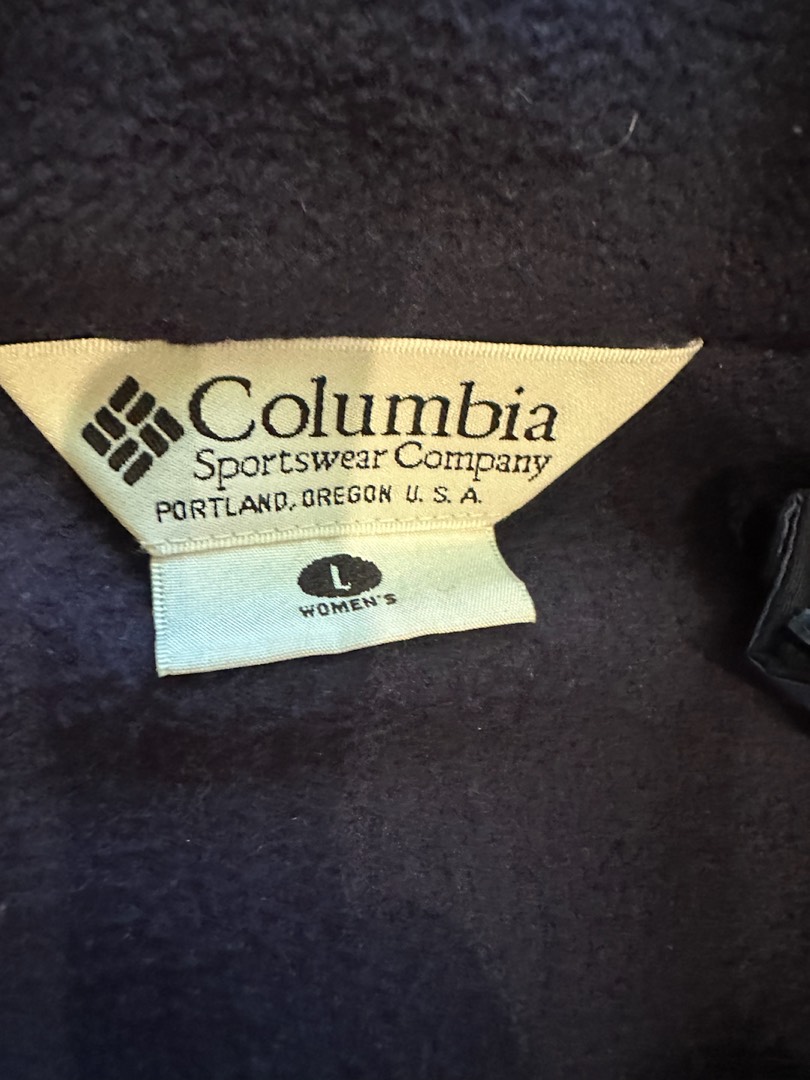 Columbia
Sportswear Company
PORTLAND, OREGON U. S. A.
L
WOMEN'S